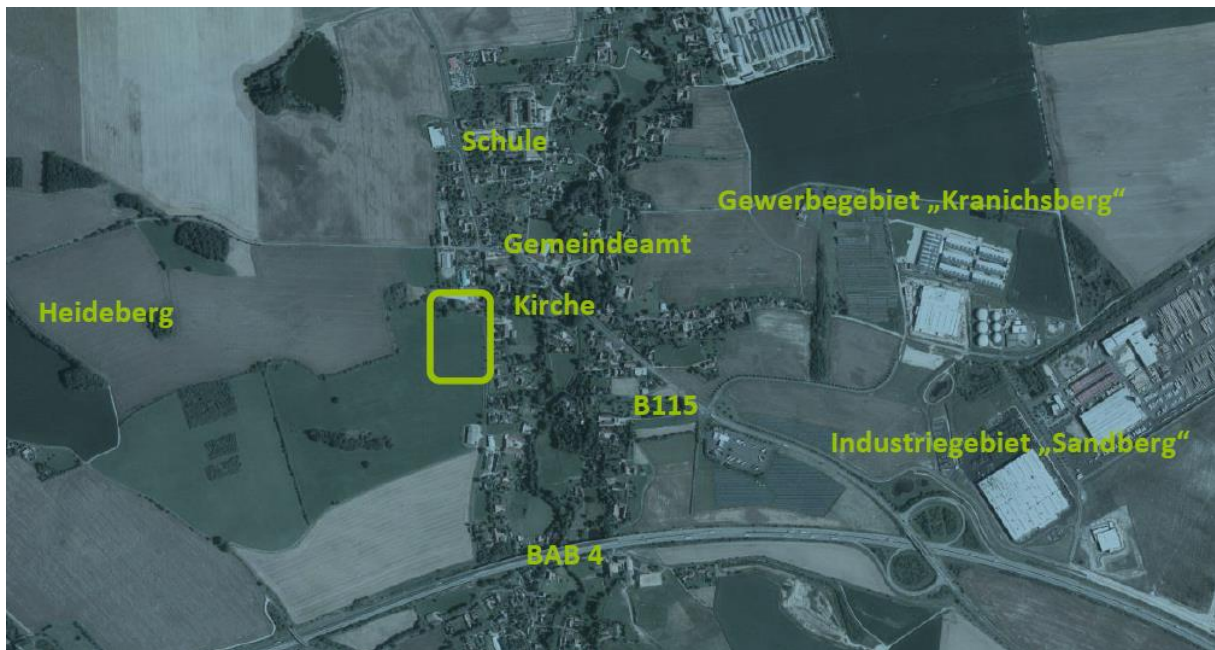 Schule
Gewerbegebiet „Kranichsberg“
Gemeindeamt
Heideberg
Kirche
B115
Industriegebiet „Sandberg“
BAB 4